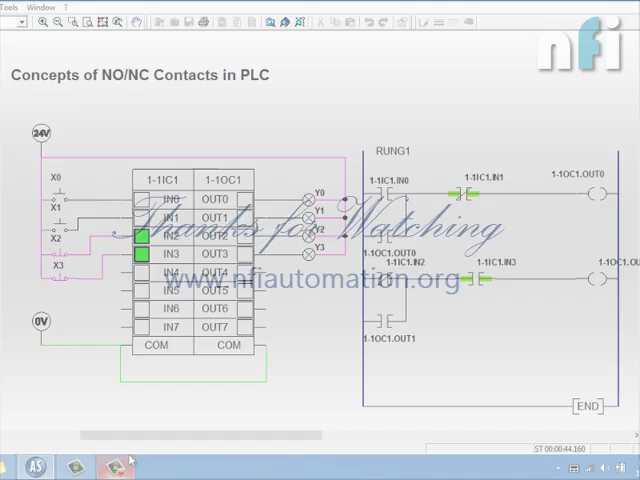 Tools Window ?
nfi
Concepts of NO/NC Contacts in PLC
24V
RUNG1
X0
1-1IC1 1-1OC1
1-1IC1.IN0 1-1IC1.IN1 1-1OC1.OUT0
IN0 OUT0 Y0
X1
IN1 OUT1 Y1
Thanks for Watching
X2
IN2 OUT2 Y2
1-1OC1.OUT0
IN3 OUT3 Y3
X3
1-1IC1.IN2 1-1IC1.IN3 1-1OC1.OU
IN4 OUT4
www.nfiautomation.org
IN5 OUT5
IN6 OUT6
0V
IN7 OUT7
1-1OC1.OUT1
COM COM
END
ST 00:00:44.160
AS